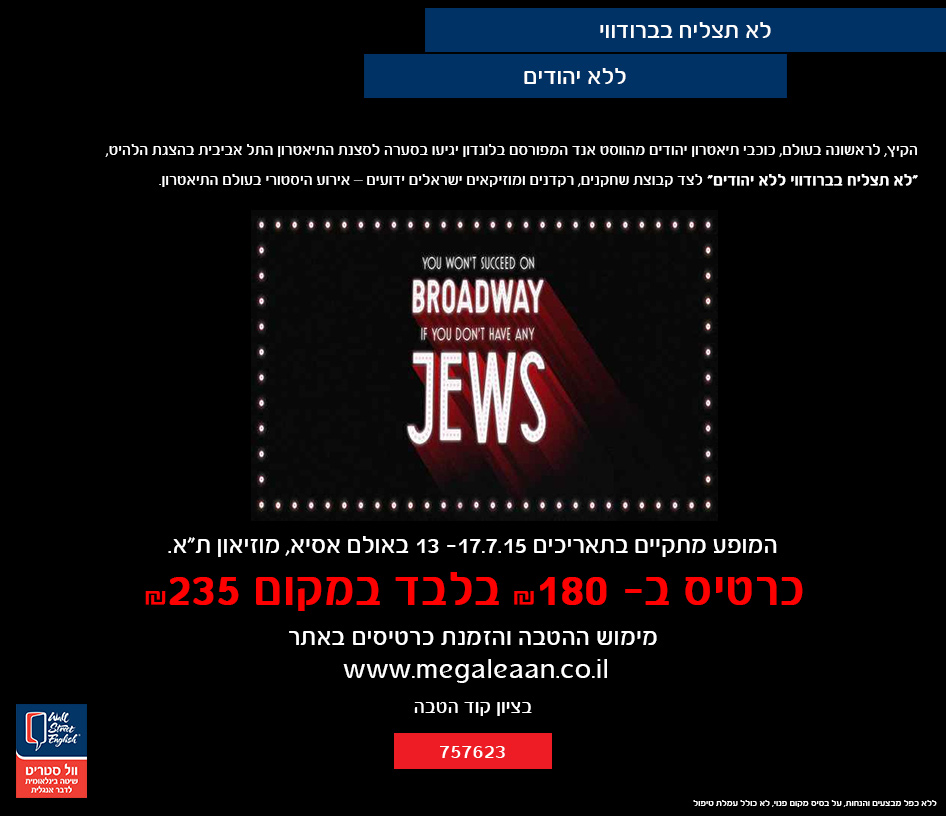 לא תצליח בברודווי
ללא יהודים
הקיץ, לראשונה בעולם, כוכבי תיאטרון יהודים מהווסט אנד המפורסם בלונדון יגיעו בסערה לסצנת התיאטרון התל אביבית בהצגת הלהיט,
"לא תצליח בברודווי ללא יהודים" לצד קבוצת שחקנים, רקדנים ומוזיקאים ישראלים ידועים – אירוע היסטורי בעולם התיאטרון.
YOU WON'T SUCCEED ON
BROADWAY
IF YOU DON'T HAVE ANY
JEWS
המופע מתקיים בתאריכים 13 -17.7.15 באולם אסיא, מוזיאון ת"א.
כרטיס ב- 180₪ בלבד במקום 235₪
מימוש ההטבה והזמנת כרטיסים באתר
www.megaleaan.co.il
בציון קוד הטבה
757623
Wall
Street
English
וול סטריט
שיטה בינלאומית
לדבר אנגלית
ללא כפל מבצעים והנחות, על בסיס מקום פנוי, לא כולל עמלת טיפול